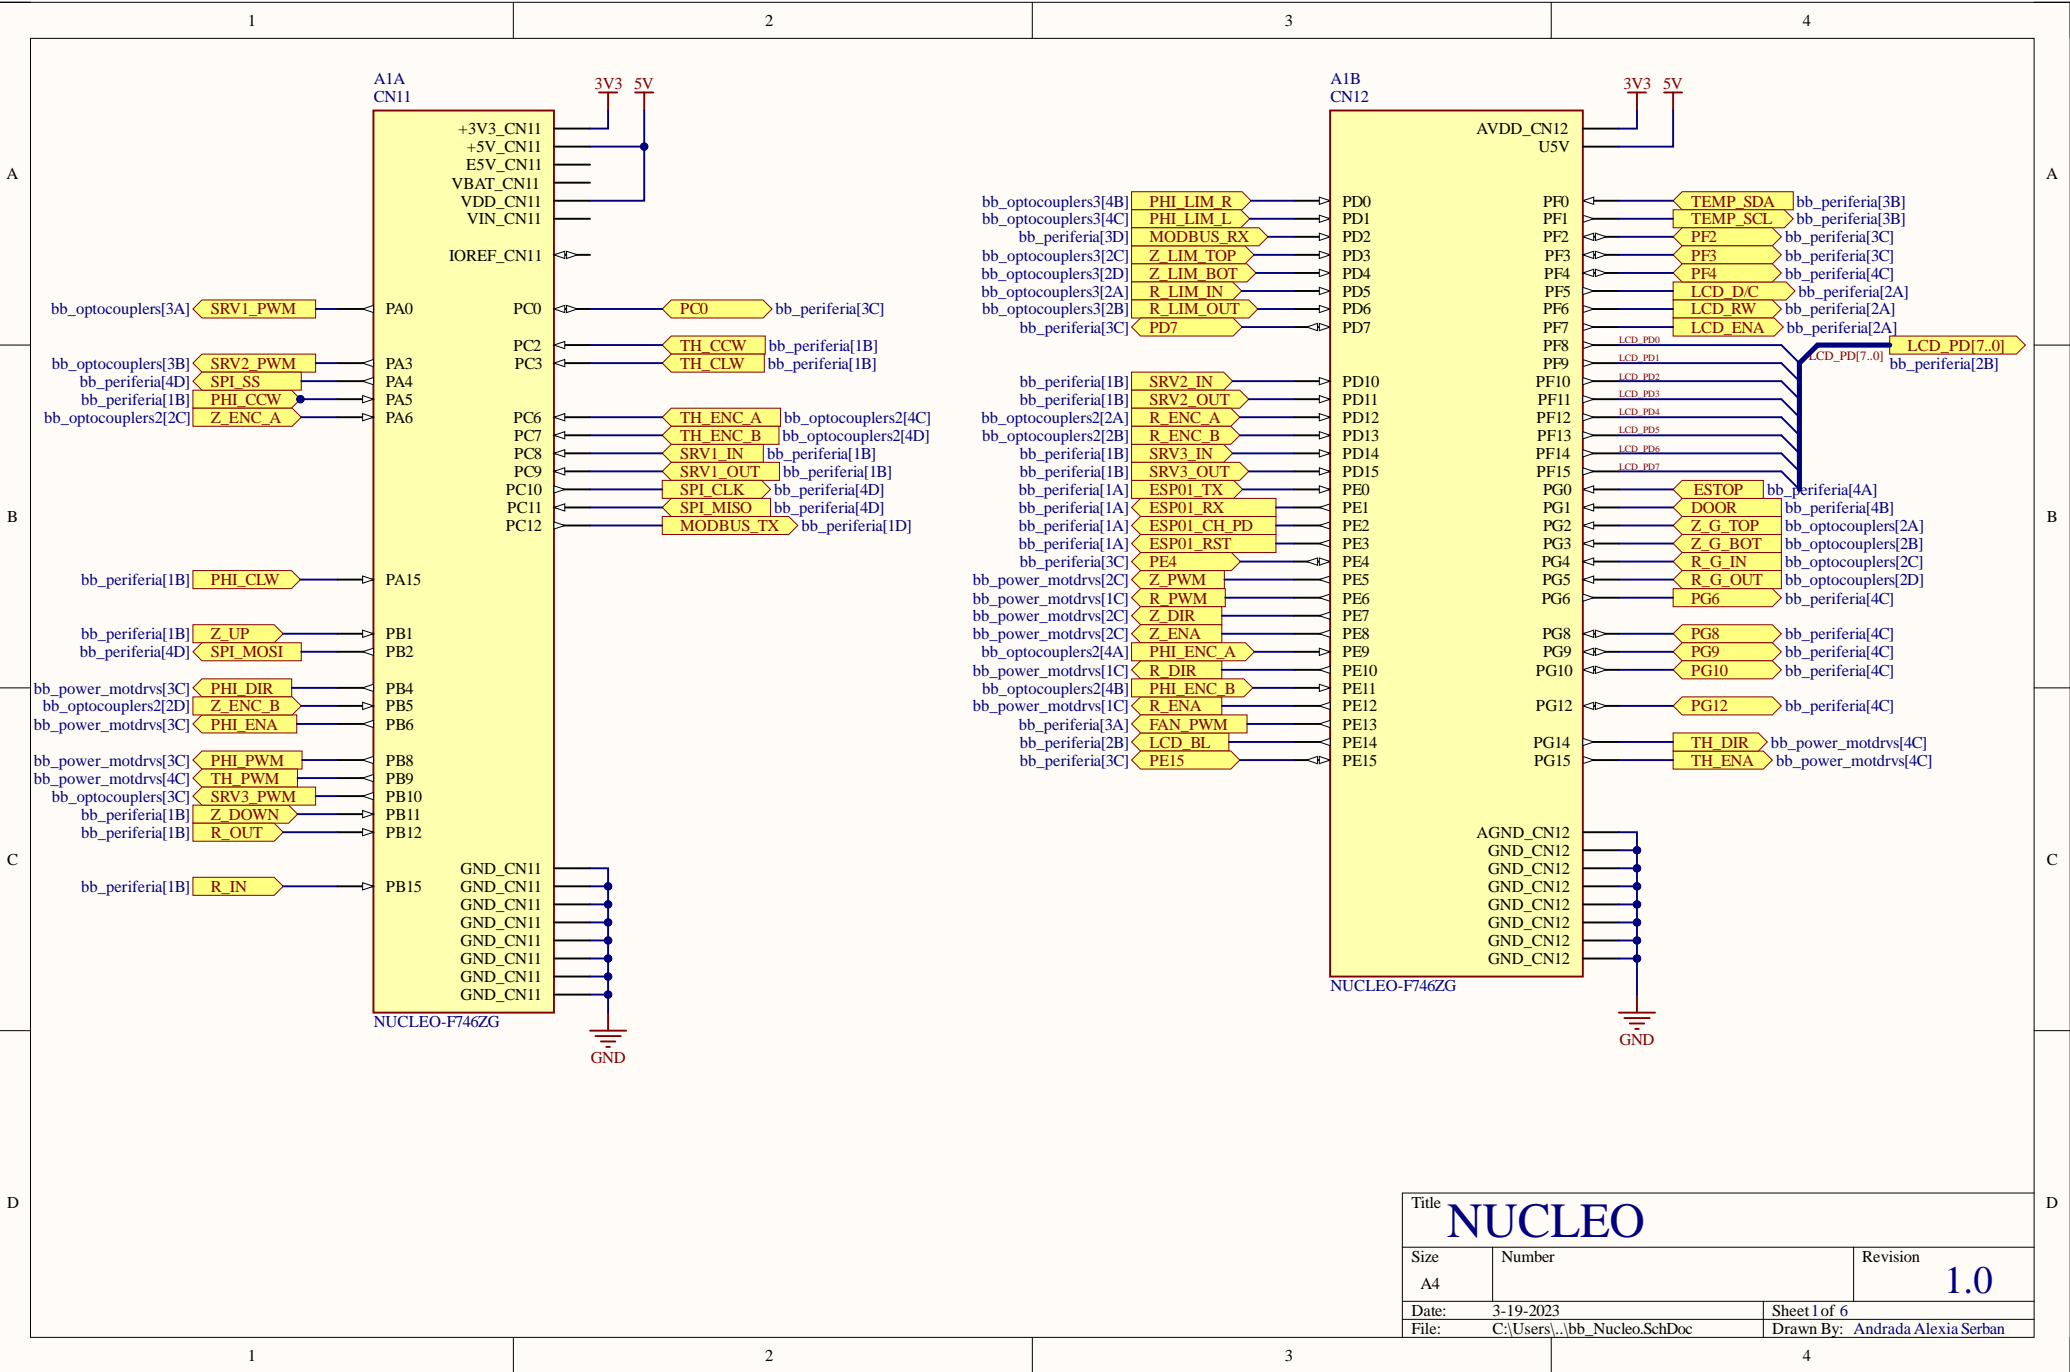 1 2 3 4
A1A
CN11
3V3 5V
+3V3_CN11
+5V_CN11
E5V_CN11
VBAT_CN11
VDD_CN11
VIN_CN11
IOREF_CN11
bb_optocouplers[3A] SRV1_PWM PA0 PC0 PC0 bb_periferia[3C]
PC2 TH_CCW bb_periferia[1B]
bb_optocouplers[3B] SRV2_PWM PA3 PC3 TH_CLW bb_periferia[1B]
bb_periferia[4D] SPI_SS PA4
bb_periferia[1B] PHI_CCW PA5
bb_optocouplers2[2C] Z_ENC_A PA6 PC6 TH_ENC_A bb_optocouplers2[4C]
PC7 TH_ENC_B bb_optocouplers2[4D]
PC8 SRV1_IN bb_periferia[1B]
PC9 SRV1_OUT bb_periferia[1B]
PC10 SPI_CLK bb_periferia[4D]
PC11 SPI_MISO bb_periferia[4D]
PC12 MODBUS_TX bb_periferia[1D]
bb_periferia[1B] PHI_CLW PA15
bb_periferia[1B] Z_UP PB1
bb_periferia[4D] SPI_MOSI PB2
bb_power_motdrvs[3C] PHI_DIR PB4
bb_optocouplers2[2D] Z_ENC_B PB5
bb_power_motdrvs[3C] PHI_ENA PB6
bb_power_motdrvs[3C] PHI_PWM PB8
bb_power_motdrvs[4C] TH_PWM PB9
bb_optocouplers[3C] SRV3_PWM PB10
bb_periferia[1B] Z_DOWN PB11
bb_periferia[1B] R_OUT PB12
GND_CN11
bb_periferia[1B] R_IN PB15 GND_CN11
GND_CN11
GND_CN11
GND_CN11
GND_CN11
GND_CN11
GND_CN11
NUCLEO-F746ZG
GND
A1B
CN12
3V3 5V
AVDD_CN12
U5V
bb_optocouplers3[4B] PHI_LIM_R PD0 PF0 TEMP_SDA bb_periferia[3B]
bb_optocouplers3[4C] PHI_LIM_L PD1 PF1 TEMP_SCL bb_periferia[3B]
bb_periferia[3D] MODBUS_RX PD2 PF2 PF2 bb_periferia[3C]
bb_optocouplers3[2C] Z_LIM_TOP PD3 PF3 PF3 bb_periferia[3C]
bb_optocouplers3[2D] Z_LIM_BOT PD4 PF4 PF4 bb_periferia[4C]
bb_optocouplers3[2A] R_LIM_IN PD5 PF5 LCD_D/C bb_periferia[2A]
bb_optocouplers3[2B] R_LIM_OUT PD6 PF6 LCD_RW bb_periferia[2A]
bb_periferia[3C] PD7 PD7 PF7 LCD_ENA bb_periferia[2A]
PF8 LCD_PD0 LCD_PD[7..0] LCD_PD[7..0]
PF9 LCD_PD1 bb_periferia[2B]
bb_periferia[1B] SRV2_IN PD10 PF10 LCD_PD2
bb_periferia[1B] SRV2_OUT PD11 PF11 LCD_PD3
bb_optocouplers2[2A] R_ENC_A PD12 PF12 LCD_PD4
bb_optocouplers2[2B] R_ENC_B PD13 PF13 LCD_PD5
bb_periferia[1B] SRV3_IN PD14 PF14 LCD_PD6
bb_periferia[1B] SRV3_OUT PD15 PF15 LCD_PD7
bb_periferia[1A] ESP01_TX PE0 PG0 ESTOP bb_periferia[4A]
bb_periferia[1A] ESP01_RX PE1 PG1 DOOR bb_periferia[4B]
bb_periferia[1A] ESP01_CH_PD PE2 PG2 Z_G_TOP bb_optocouplers[2A]
bb_periferia[1A] ESP01_RST PE3 PG3 Z_G_BOT bb_optocouplers[2B]
bb_periferia[3C] PE4 PE4 PG4 R_G_IN bb_optocouplers[2C]
bb_power_motdrvs[2C] Z_PWM PE5 PG5 R_G_OUT bb_optocouplers[2D]
bb_power_motdrvs[1C] R_PWM PE6 PG6 PG6 bb_periferia[4C]
bb_power_motdrvs[2C] Z_DIR PE7
bb_power_motdrvs[2C] Z_ENA PE8 PG8 PG8 bb_periferia[4C]
bb_optocouplers2[4A] PHI_ENC_A PE9 PG9 PG9 bb_periferia[4C]
bb_power_motdrvs[1C] R_DIR PE10 PG10 PG10 bb_periferia[4C]
bb_optocouplers2[4B] PHI_ENC_B PE11
bb_power_motdrvs[1C] R_ENA PE12 PG12 PG12 bb_periferia[4C]
bb_periferia[3A] FAN_PWM PE13
bb_periferia[2B] LCD_BL PE14 PG14 TH_DIR bb_power_motdrvs[4C]
bb_periferia[3C] PE15 PE15 PG15 TH_ENA bb_power_motdrvs[4C]
AGND_CN12
GND_CN12
GND_CN12
GND_CN12
GND_CN12
GND_CN12
GND_CN12
GND_CN12
NUCLEO-F746ZG
GND
A A
B B
C C
D D
Title NUCLEO
Size Number Revision
A4 1.0
Date: 3-19-2023 Sheet 1 of 6
File: C:\Users\..\bb_Nucleo.SchDoc Drawn By: Andrada Alexia Serban
1 2 3 4